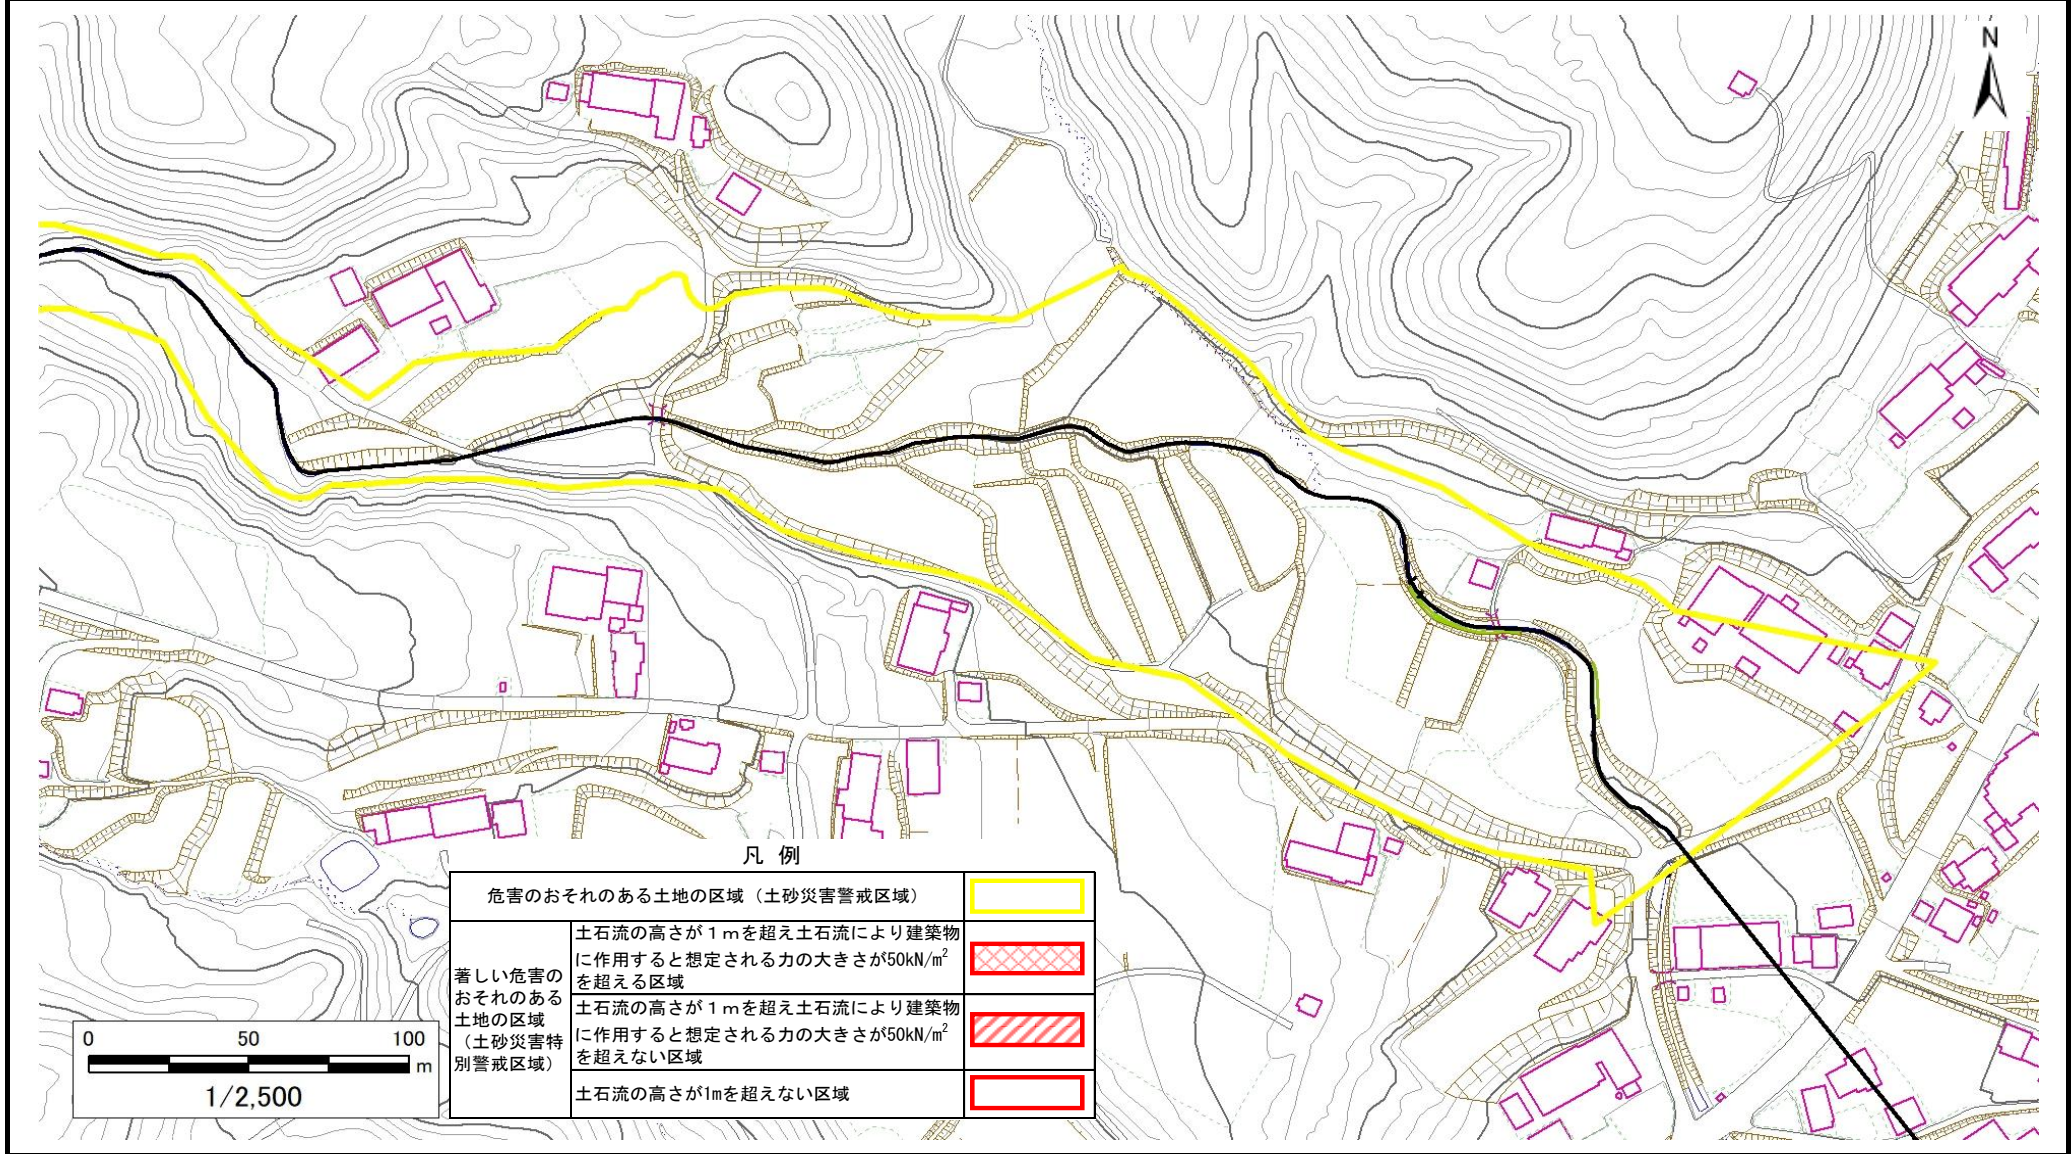 N
凡 例
危害のおそれのある土地の区域（土砂災害警戒区域）
著しい危害の
おそれのある
土地の区域
（土砂災害特
別警戒区域）
土石流の高さが１ｍを超え土石流により建築物
に作用すると想定される力の大きさが50kN/m²
を超える区域
土石流の高さが１ｍを超え土石流により建築物
に作用すると想定される力の大きさが50kN/m²
を超えない区域
土石流の高さが1mを超えない区域
0 50 100
m
1/2,500